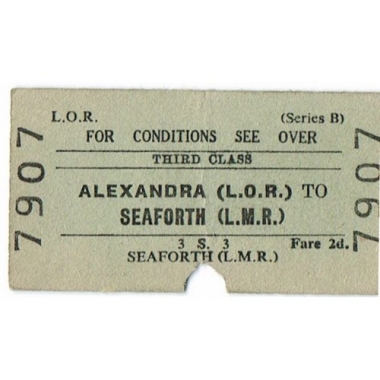 L.O.R. (Series B)
FOR CONDITIONS SEE OVER
THIRD CLASS
ALEXANDRA (L.O.R.) TO
SEAFORTH (L.M.R.)
3 S. 3 Fare 2d.
SEAFORTH (L.M.R.)
7907
7907